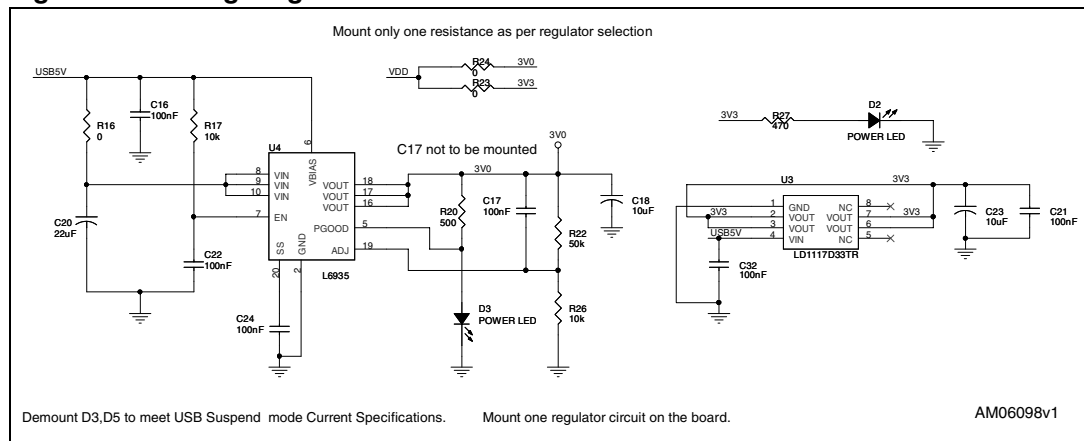 Mount only one resistance as per regulator selection
USB5V
VDD
R24
0
3V0
R23
0
3V3
R16
0
C16
100nF
R17
10k
6
U4
VBIAS
8
9
10
VIN
VIN
VIN
VOUT
VOUT
VOUT
18
17
16
7
EN
PGOOD
5
ADJ
19
SS
GND
20
2
L6935
C20
22uF
C22
100nF
C24
100nF
C17 not to be mounted
3V0
3V0
R20
500
C17
100nF
R22
50k
C18
10uF
D3
POWER LED
R26
10k
3V3
R27
470
D2
POWER LED
U3
3V3
1
2
3
4
GND
VOUT
VOUT
VIN
NC
VOUT
VOUT
NC
8
7
6
5
3V3
3V3
USB5V
LD1117D33TR
C32
100nF
C23
10uF
C21
100nF
Demount D3,D5 to meet USB Suspend mode Current Specifications.
Mount one regulator circuit on the board.
AM06098v1